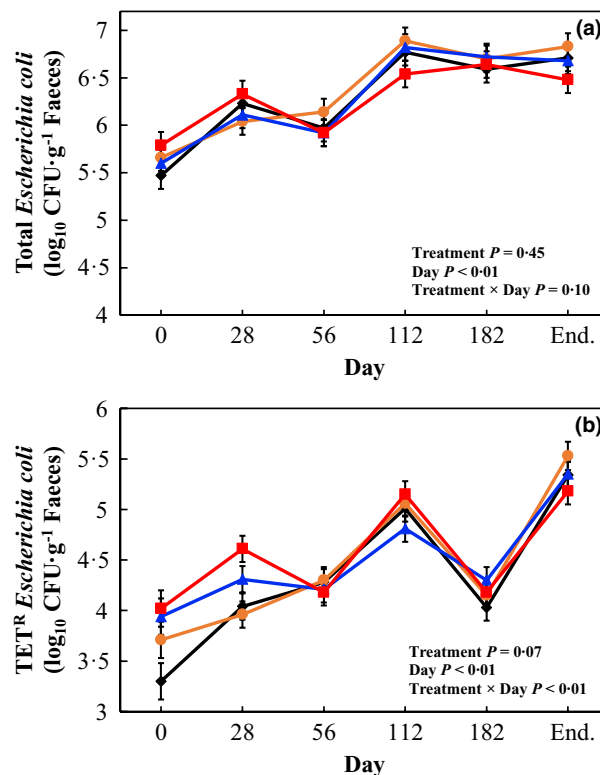 (a)
Total Escherichia coli
(log₁₀ CFU·g⁻¹ Faeces)
7
6·5
6
5·5
5
4·5
4
Treatment P = 0·45
Day P < 0·01
Treatment × Day P = 0·10
0 28 56 112 182 End.
Day
(b)
TETᴿ Escherichia coli
(log₁₀ CFU·g⁻¹ Faeces)
6
5·5
5
4·5
4
3·5
3
Treatment P = 0·07
Day P < 0·01
Treatment × Day P < 0·01
0 28 56 112 182 End.
Day